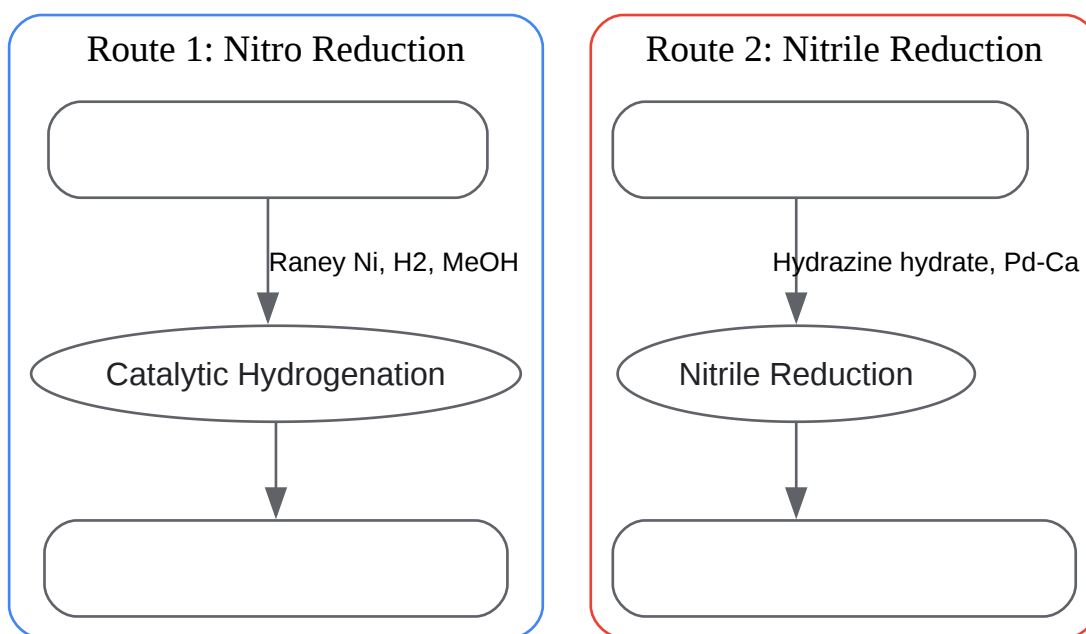 Route 1: Nitro Reduction
Raney Ni, H2, MeOH
Catalytic Hydrogenation
Route 2: Nitrile Reduction
Hydrazine hydrate, Pd-Ca
Nitrile Reduction